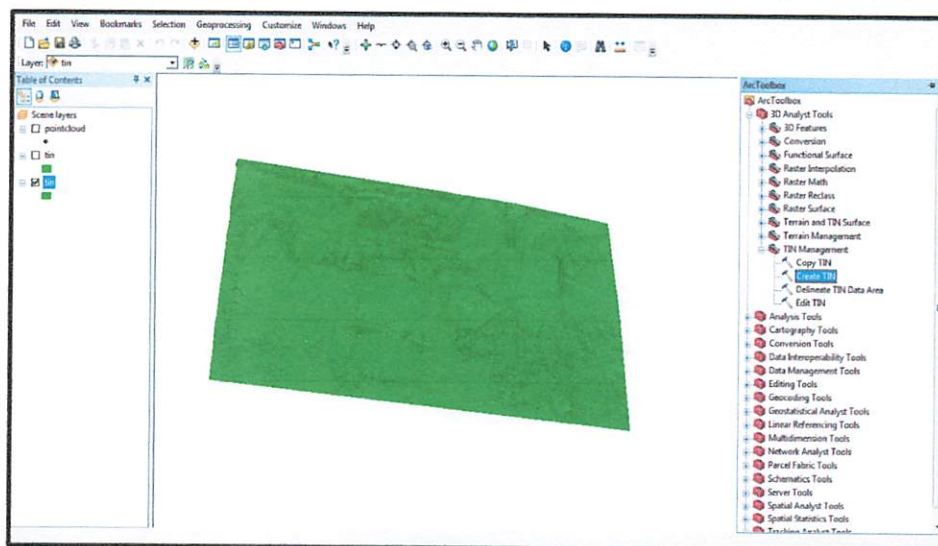 File Edit View Bookmarks Selection Geoprocessing Customize Windows Help
Layer: tin
Table of Contents
Scene layers
pointcloud
tin
tin
ArcToolbox
ArcToolbox
3D Analyst Tools
3D Features
Conversion
Functional Surface
Raster Interpolation
Raster Math
Raster Reclass
Raster Surface
Terrain and TIN Surface
Terrain Management
TIN Management
Copy TIN
Create TIN
Delineate TIN Data Area
Edit TIN
Analysis Tools
Cartography Tools
Conversion Tools
Data Interoperability Tools
Data Management Tools
Editing Tools
Geocoding Tools
Geostatistical Analyst Tools
Linear Referencing Tools
Multidimension Tools
Network Analyst Tools
Parcel Fabric Tools
Schematics Tools
Server Tools
Spatial Analyst Tools
Spatial Statistics Tools
Tracking Analyst Tools